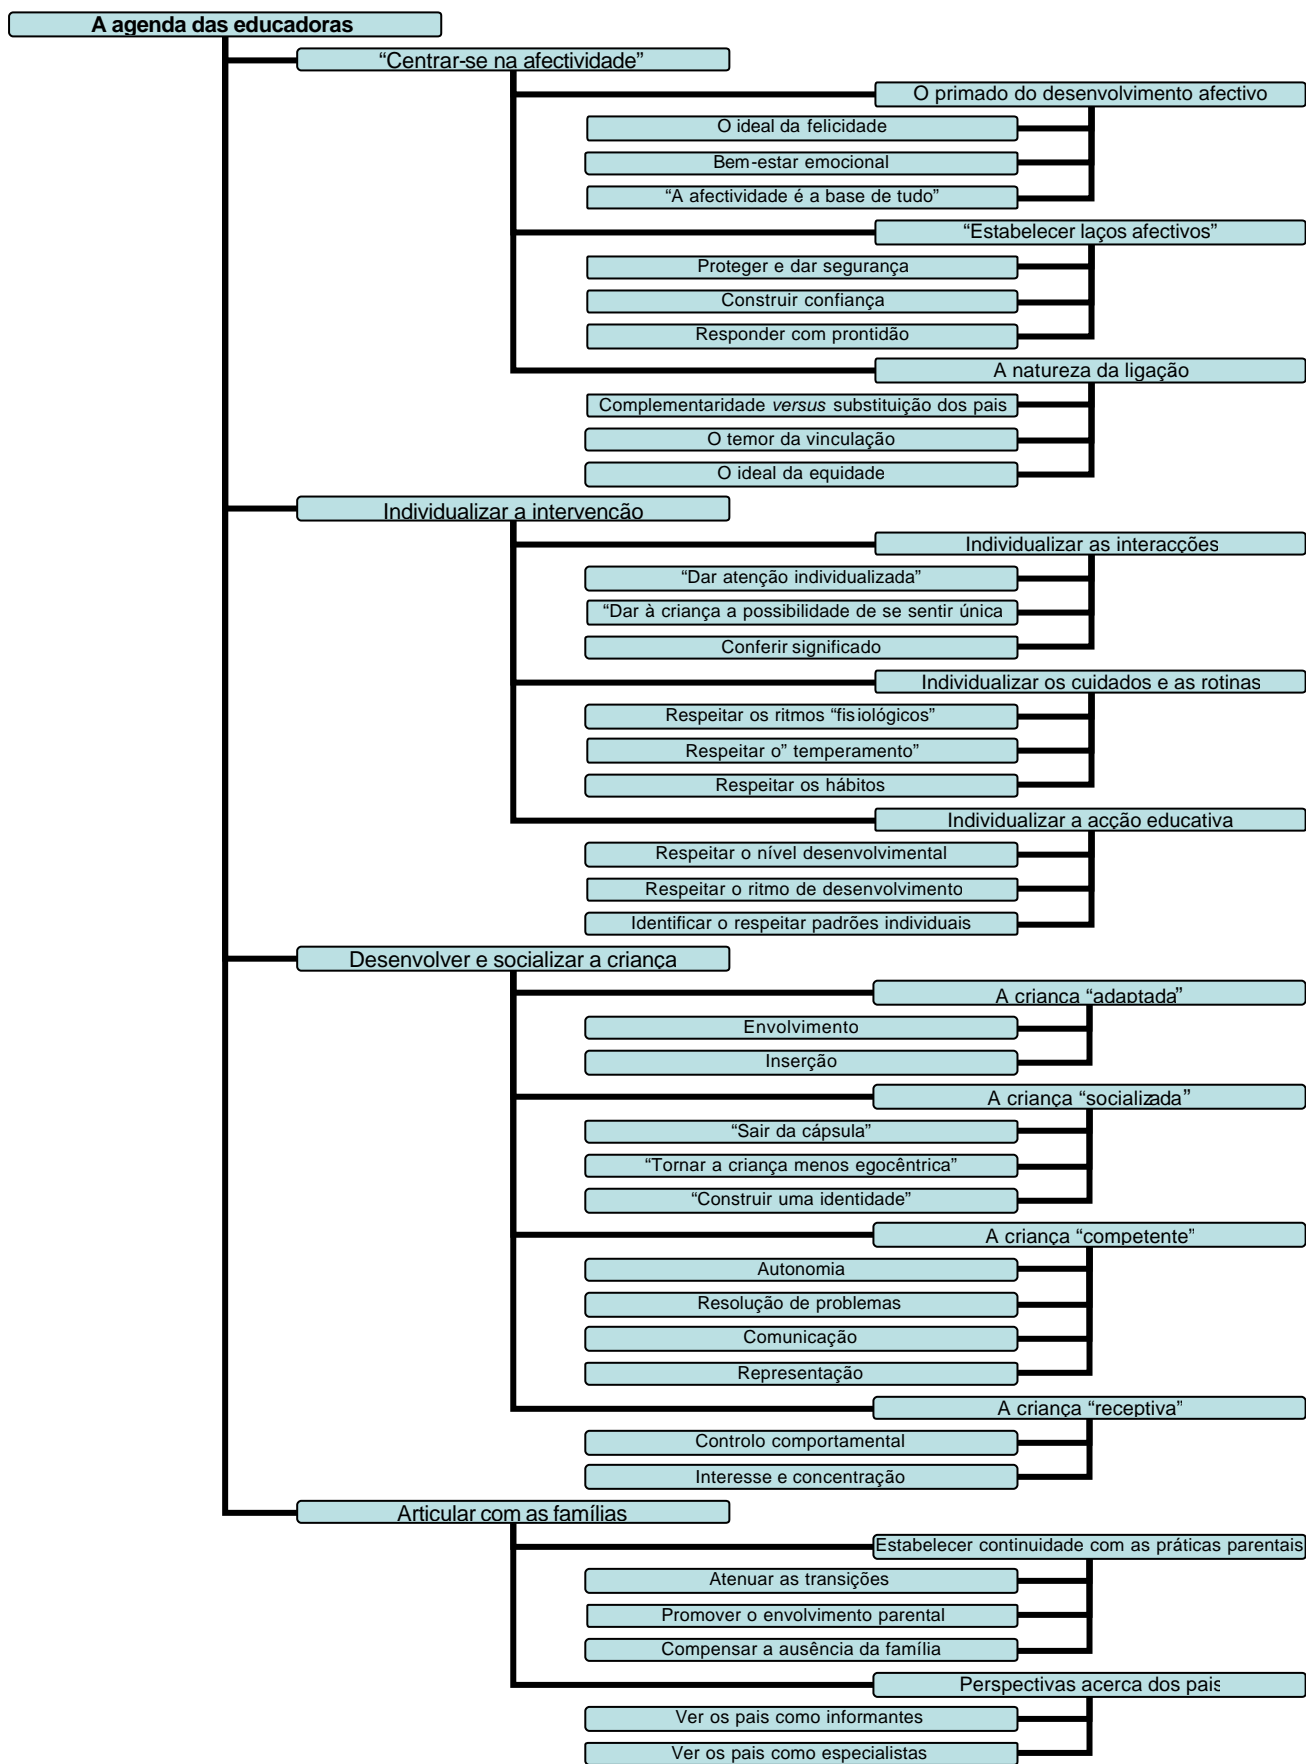 A agenda das educadoras
“Centrar-se na afectividade”
O primado do desenvolvimento afectivo
O ideal da felicidade
Bem-estar emocional
“A afectividade é a base de tudo”
“Estabelecer laços afectivos”
Proteger e dar segurança
Construir confiança
Responder com prontidão
A natureza da ligação
Complementaridade versus substituição dos pais
O temor da vinculação
O ideal da equidade
Individualizar a intervenção
Individualizar as interacções
“Dar atenção individualizada”
“Dar à criança a possibilidade de se sentir única
Conferir significado
Individualizar os cuidados e as rotinas
Respeitar os ritmos “fisiológicos”
Respeitar o” temperamento”
Respeitar os hábitos
Individualizar a acção educativa
Respeitar o nível desenvolvimental
Respeitar o ritmo de desenvolvimento
Identificar o respeitar padrões individuais
Desenvolver e socializar a criança
A criança “adaptada”
Envolvimento
Inserção
A criança “socializada”
“Sair da cápsula”
“Tornar a criança menos egocêntrica”
“Construir uma identidade”
A criança “competente”
Autonomia
Resolução de problemas
Comunicação
Representação
A criança “receptiva”
Controlo comportamental
Interesse e concentração
Articular com as famílias
Estabelecer continuidade com as práticas parentais
Atenuar as transições
Promover o envolvimento parental
Compensar a ausência da família
Perspectivas acerca dos pais
Ver os pais como informantes
Ver os pais como especialistas